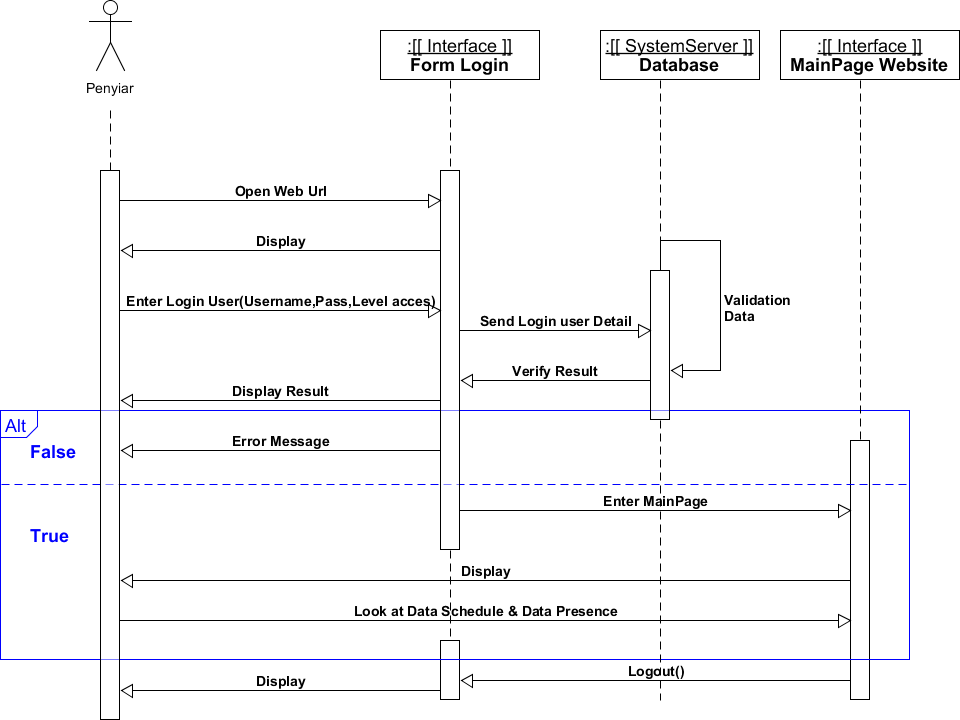 :[[ Interface ]]
Form Login
:[[ SystemServer ]]
Database
:[[ Interface ]]
MainPage Website
Penyiar
Open Web Url
Display
Enter Login User(Username,Pass,Level acces)
Validation
Data
Send Login user Detail
Verify Result
Display Result
Alt
Error Message
False
Enter MainPage
True
Display
Look at Data Schedule & Data Presence
Logout()
Display